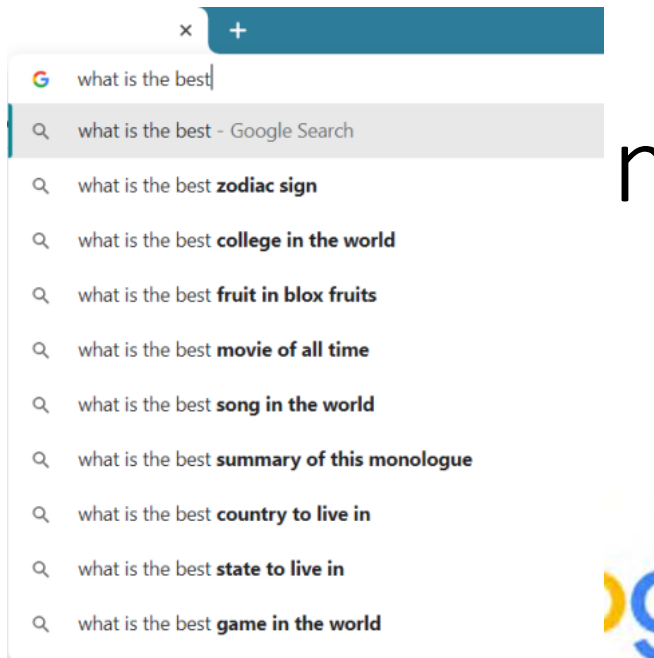 what is the best
what is the best - Google Search
what is the best zodiac sign
what is the best college in the world
what is the best fruit in blox fruits
what is the best movie of all time
what is the best song in the world
what is the best summary of this monologue
what is the best country to live in
what is the best state to live in
what is the best game in the world